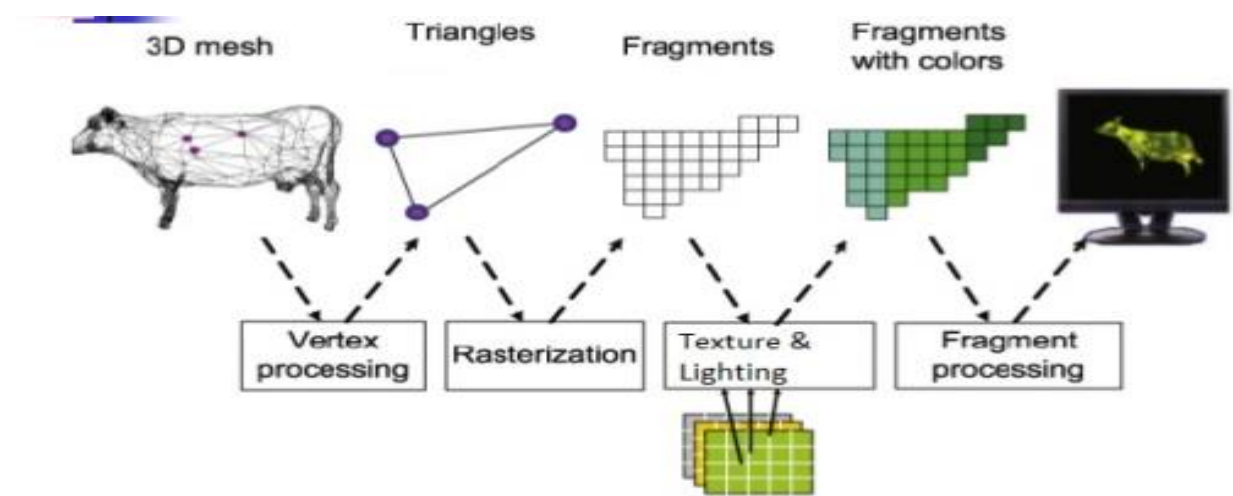 3D mesh
Triangles
Fragments
Fragments
with colors
Vertex
processing
Rasterization
Texture &
Lighting
Fragment
processing